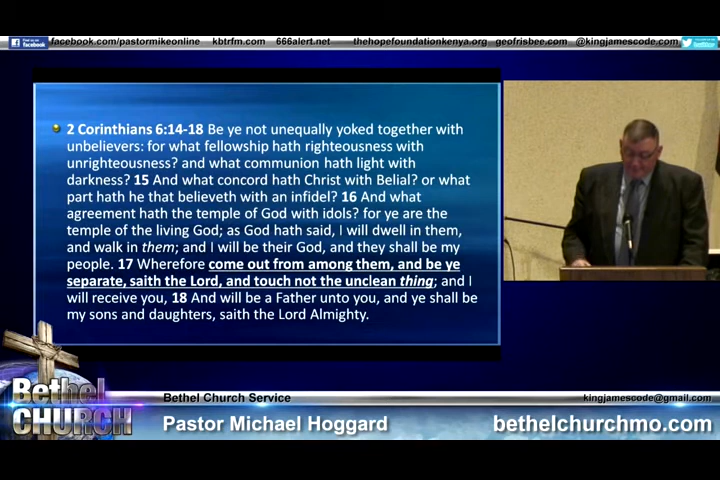 Find us on facebook
facebook.com/pastormikeonline kbtrfm.com 666alert.net thehopefoundationkenya.org geofrisbee.com @kingjamescode.com twitter
2 Corinthians 6:14-18 Be ye not unequally yoked together with
unbelievers: for what fellowship hath righteousness with
unrighteousness? and what communion hath light with
darkness? 15 And what concord hath Christ with Belial? or what
part hath he that believeth with an infidel? 16 And what
agreement hath the temple of God with idols? for ye are the
temple of the living God; as God hath said, I will dwell in them,
and walk in them; and I will be their God, and they shall be my
people. 17 Wherefore come out from among them, and be ye
separate, saith the Lord, and touch not the unclean thing; and I
will receive you, 18 And will be a Father unto you, and ye shall be
my sons and daughters, saith the Lord Almighty.
Bethel
CHURCH
Bethel Church Service kingjamescode@gmail.com
Pastor Michael Hoggard bethelchurchmo.com